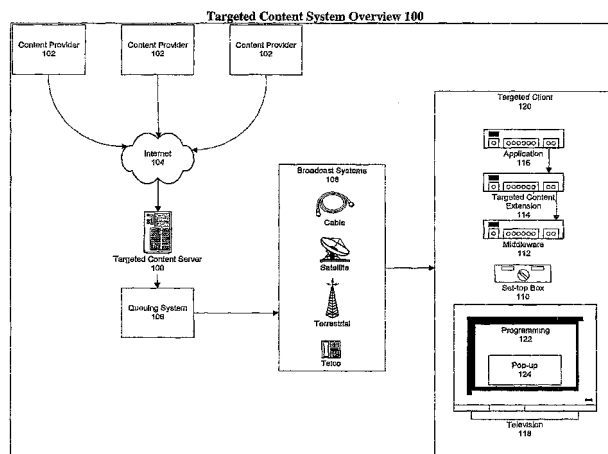 Targeted Content System Overview 100
Content Provider
102
Content Provider
102
Content Provider
102
Internet
104
Targeted Content Server
100
Queuing System
106
Broadcast Systems
108
Cable
Satellite
Terrestrial
Telco
Targeted Client
120
Application
116
Targeted Content
Extension
114
Middleware
112
Set-top Box
110
Programming
122
Pop-up
124
Television
118